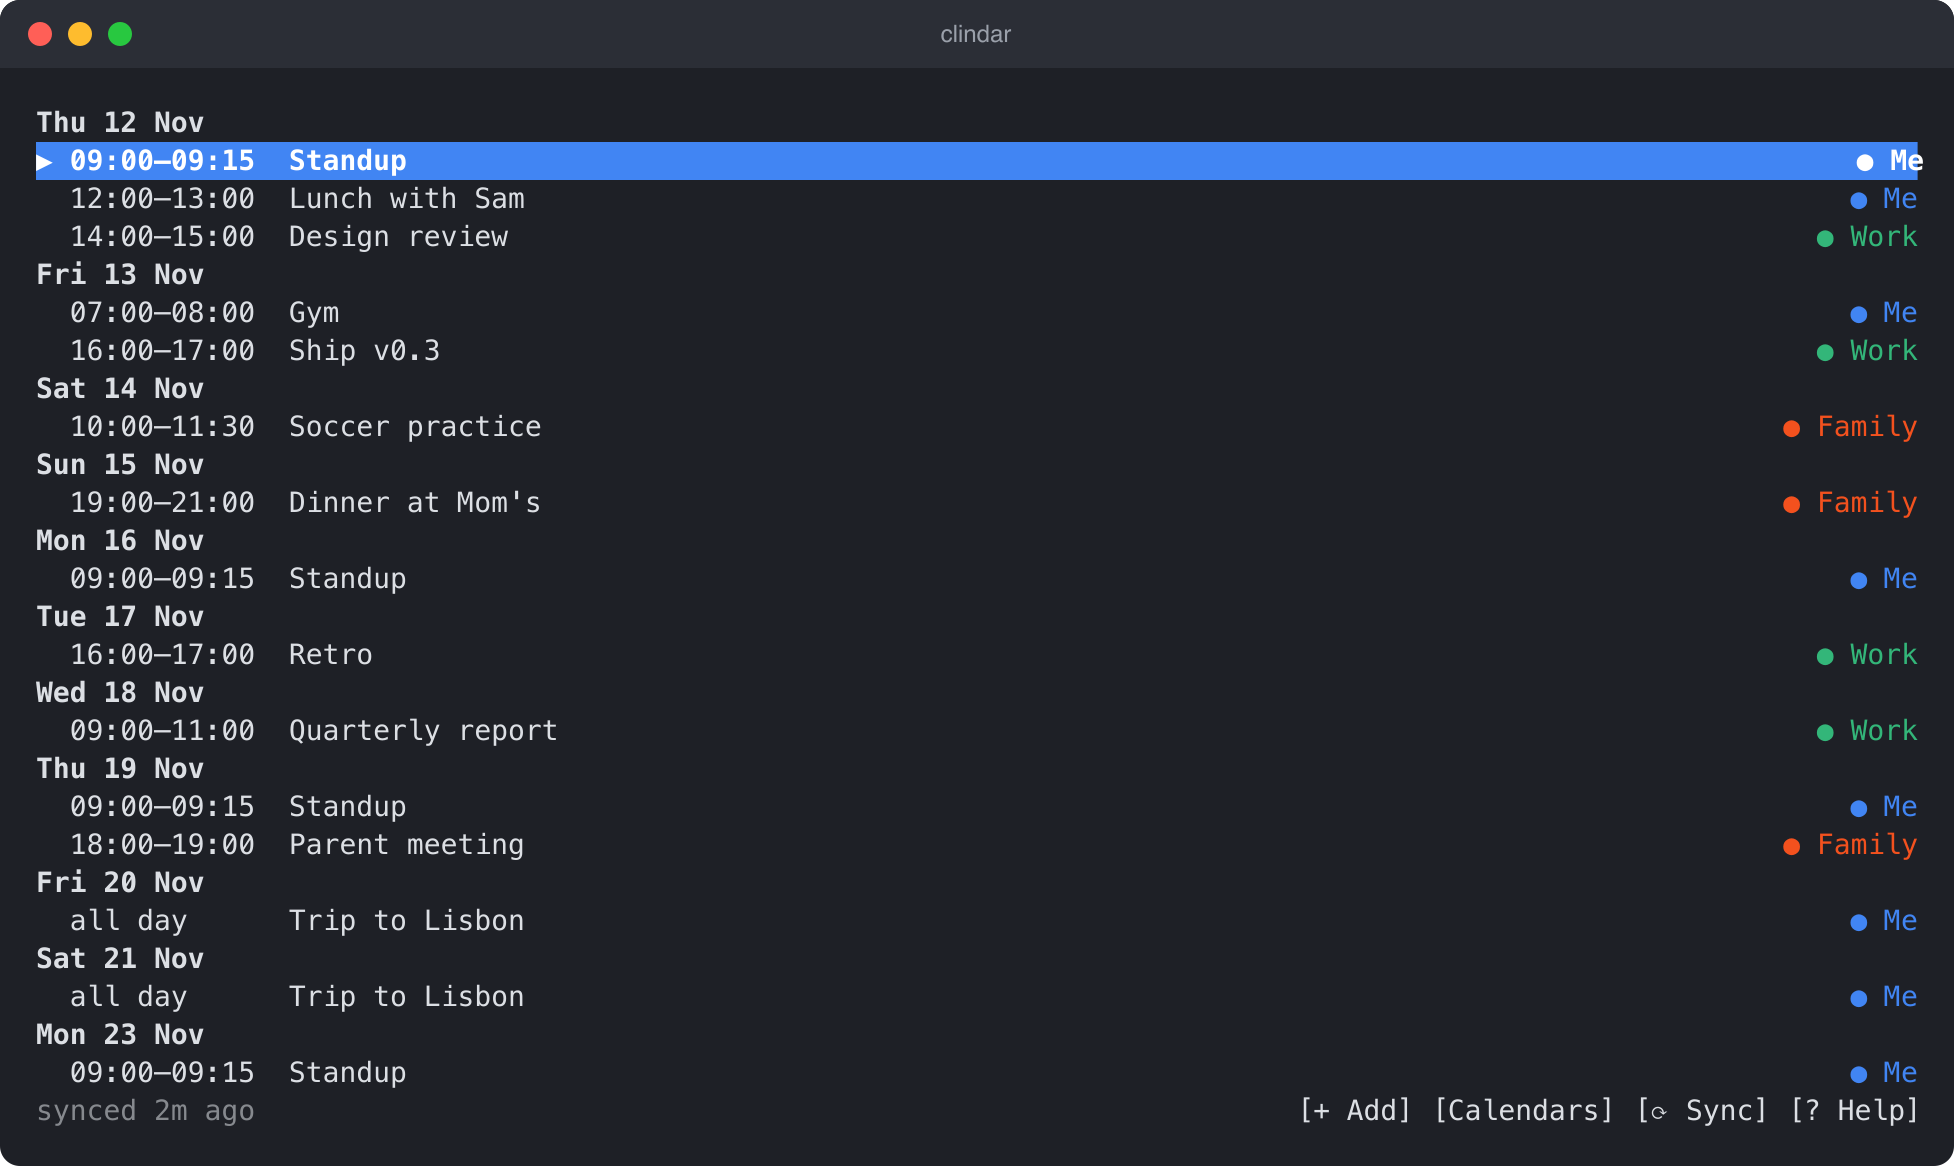 clindar
Thu 12 Nov
▶ 09:00–09:15  Standup  ● Me
12:00–13:00  Lunch with Sam  ● Me
14:00–15:00  Design review  ● Work
Fri 13 Nov
07:00–08:00  Gym  ● Me
16:00–17:00  Ship v0.3  ● Work
Sat 14 Nov
10:00–11:30  Soccer practice  ● Family
Sun 15 Nov
19:00–21:00  Dinner at Mom's  ● Family
Mon 16 Nov
09:00–09:15  Standup  ● Me
Tue 17 Nov
16:00–17:00  Retro  ● Work
Wed 18 Nov
09:00–11:00  Quarterly report  ● Work
Thu 19 Nov
09:00–09:15  Standup  ● Me
18:00–19:00  Parent meeting  ● Family
Fri 20 Nov
all day  Trip to Lisbon  ● Me
Sat 21 Nov
all day  Trip to Lisbon  ● Me
Mon 23 Nov
09:00–09:15  Standup  ● Me
synced 2m ago  [+ Add] [Calendars] [⟳ Sync] [? Help]